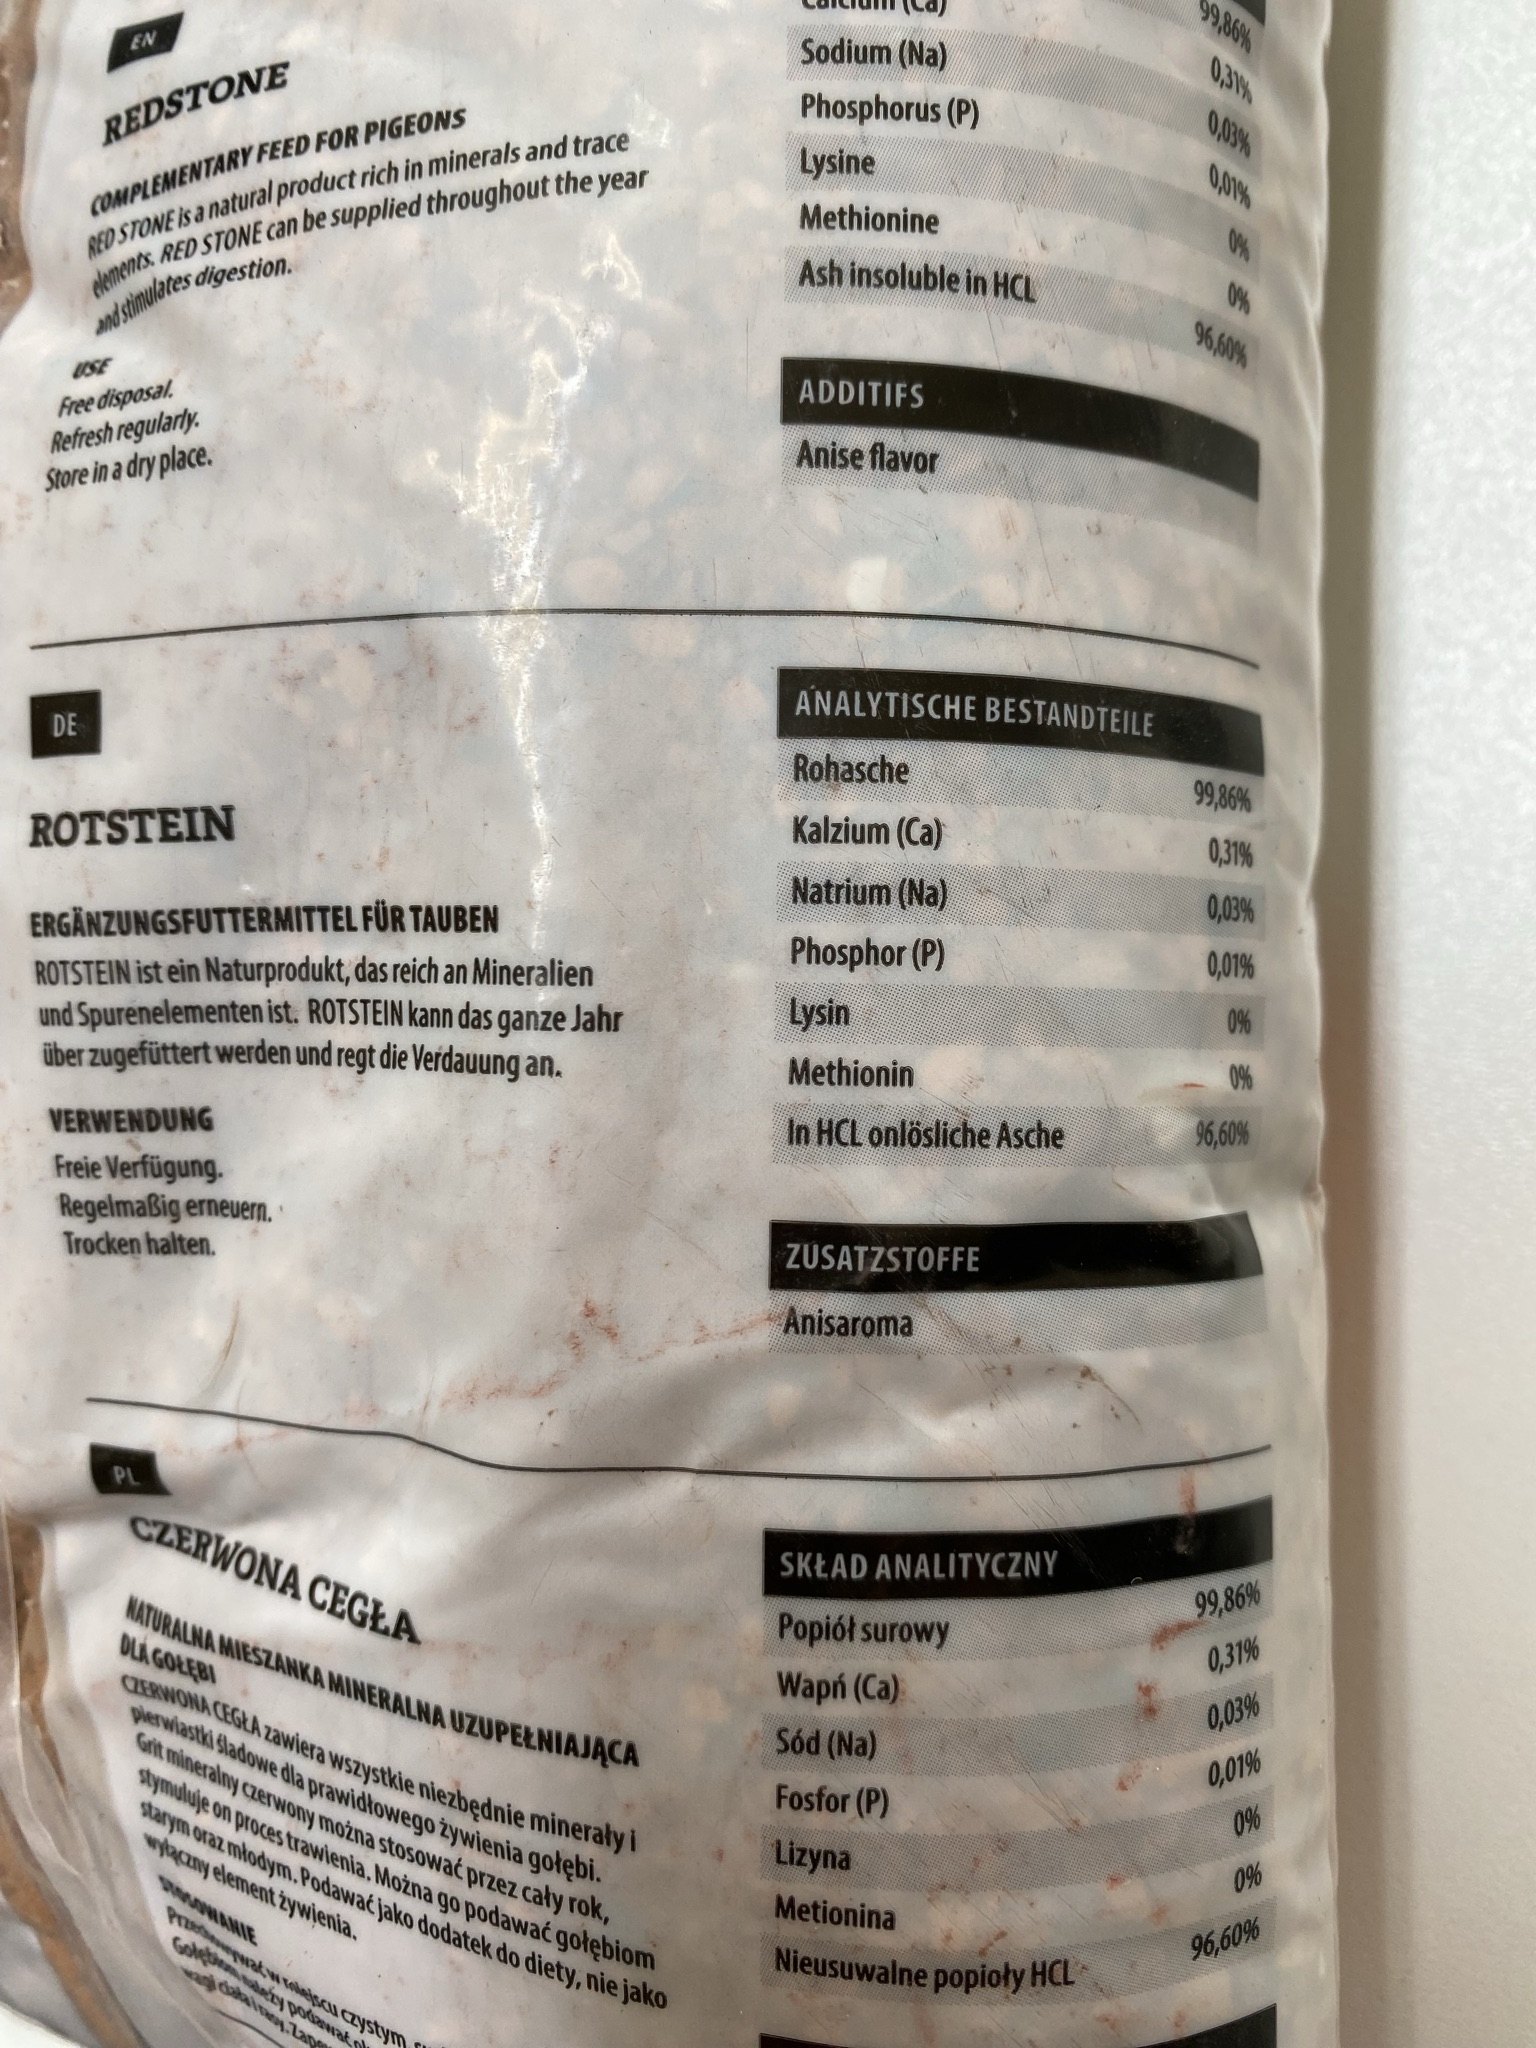 EN
REDSTONE
COMPLEMENTARY FEED FOR PIGEONS
RED STONE is a natural product rich in minerals and trace
elements. RED STONE can be supplied throughout the year
and stimulates digestion.
USE
Free disposal.
Refresh regularly.
Store in a dry place.
Calcium (Ca) 99,86%
Sodium (Na) 0,31%
Phosphorus (P) 0,03%
Lysine 0,01%
Methionine 0%
Ash insoluble in HCL 0%
96,60%
ADDITIFS
Anise flavor
DE
ROTSTEIN
ERGÄNZUNGSFUTTERMITTEL FÜR TAUBEN
ROTSTEIN ist ein Naturprodukt, das reich an Mineralien
und Spurenelementen ist. ROTSTEIN kann das ganze Jahr
über zugefüttert werden und regt die Verdauung an.
VERWENDUNG
Freie Verfügung.
Regelmaßig erneuern.
Trocken halten.
ANALYTISCHE BESTANDTEILE
Rohasche 99,86%
Kalzium (Ca) 0,31%
Natrium (Na) 0,03%
Phosphor (P) 0,01%
Lysin 0%
Methionin 0%
In HCL onlösliche Asche 96,60%
ZUSATZSTOFFE
Anisaroma
PL
CZERWONA CEGŁA
NATURALNA MIESZANKA MINERALNA UZUPEŁNIAJĄCA
DLA GOŁĘBI
CZERWONA CEGŁA zawiera wszystkie niezbędnie minerały i
pierwiastki śladowe dla prawidłowego żywienia gołębi.
Grit mineralny czerwony można stosować przez cały rok,
stymuluje on proces trawienia. Można go podawać gołębiom
starym oraz młodym. Podawać jako dodatek do diety, nie jako
wyłączny element żywienia.
STOSOWANIE
Przechowywać w miejscu czystym,
Gołębiom należy podawać
wagi ciała i rasy.
SKŁAD ANALITYCZNY
Popiół surowy 99,86%
Wapń (Ca) 0,31%
Sód (Na) 0,03%
Fosfor (P) 0,01%
Lizyna 0%
Metionina 0%
Nieusuwalne popioły HCL 96,60%